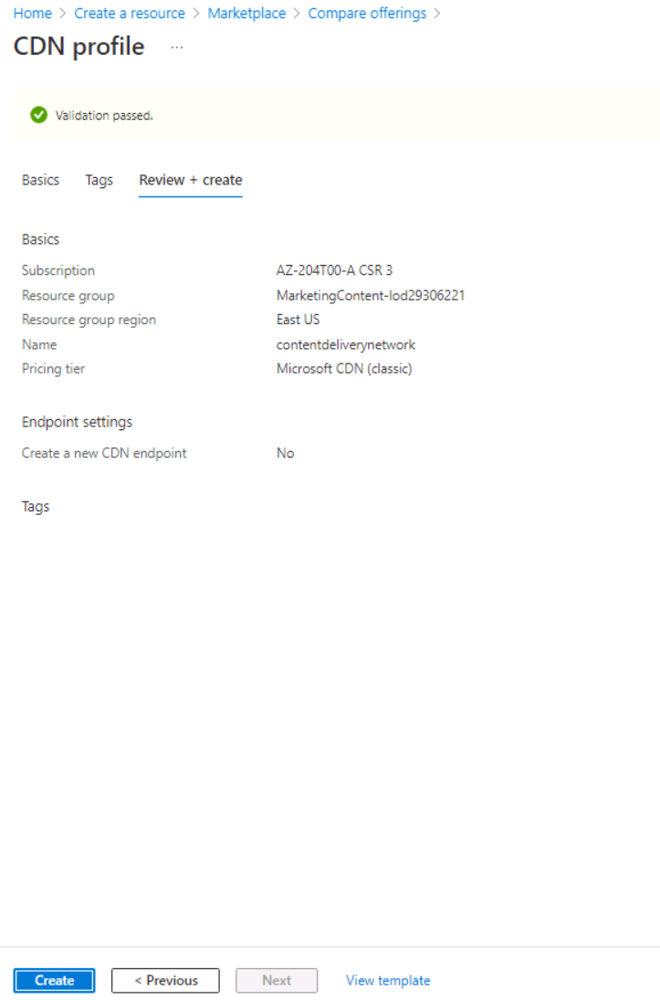 Home > Create a resource > Marketplace > Compare offerings >
CDN profile ...
Validation passed.
Basics Tags Review + create
Basics
Subscription AZ-204T00-A CSR 3
Resource group MarketingContent-lod29306221
Resource group region East US
Name contentdeliverynetwork
Pricing tier Microsoft CDN (classic)
Endpoint settings
Create a new CDN endpoint No
Tags
Create < Previous Next View template